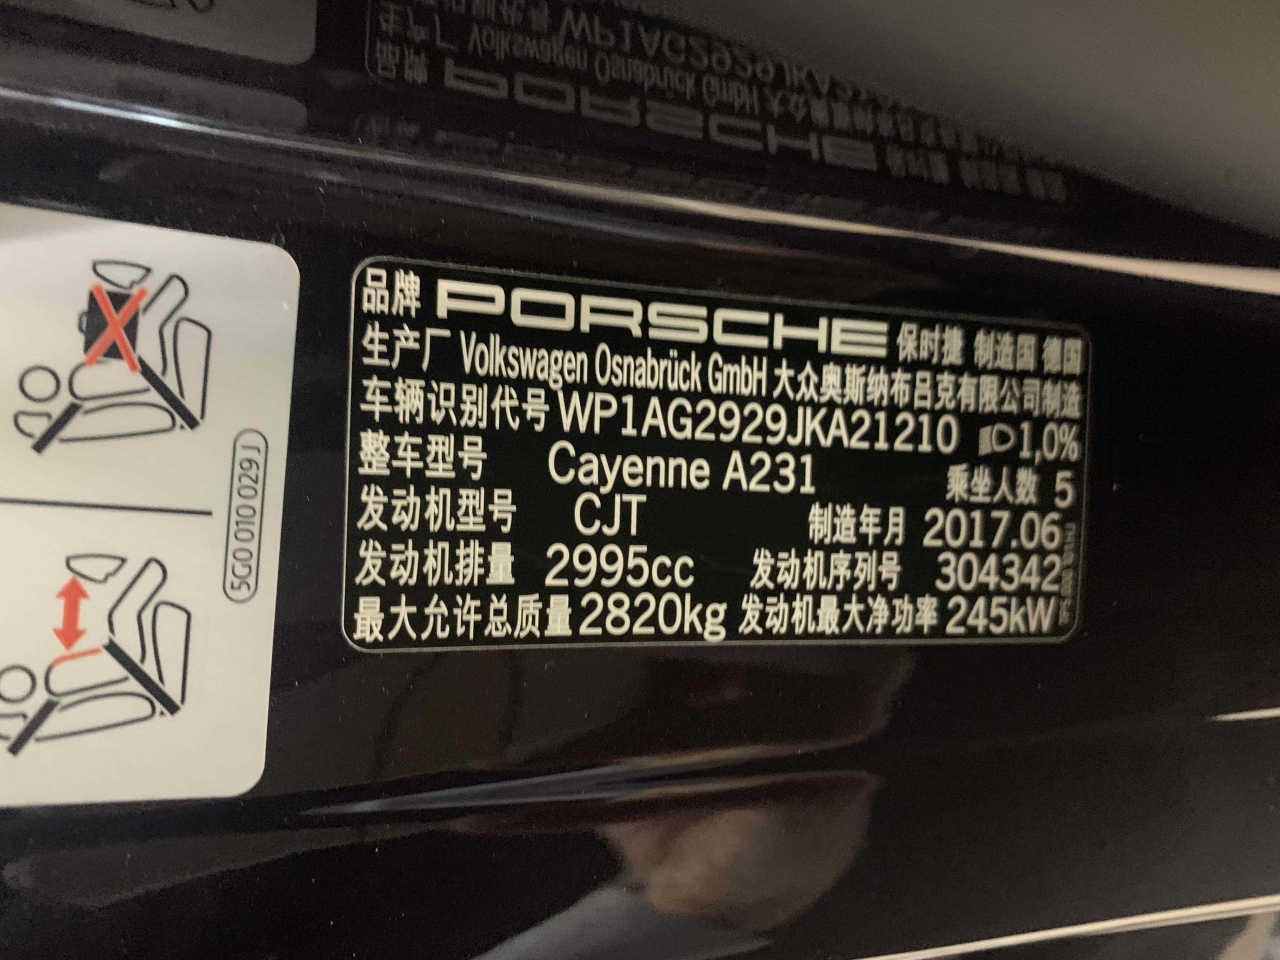 品牌 PORSCHE 保时捷 制造国 德国
生产厂 Volkswagen Osnabrück GmbH 大众奥斯纳布吕克有限公司制造
车辆识别代号 WP1AG2929JKA21210 1,0%
整车型号 Cayenne A231 乘坐人数 5
发动机型号 CJT 制造年月 2017.06
发动机排量 2995cc 发动机序列号 304342
最大允许总质量 2820kg 发动机最大净功率 245kW
5G0 010 029 J